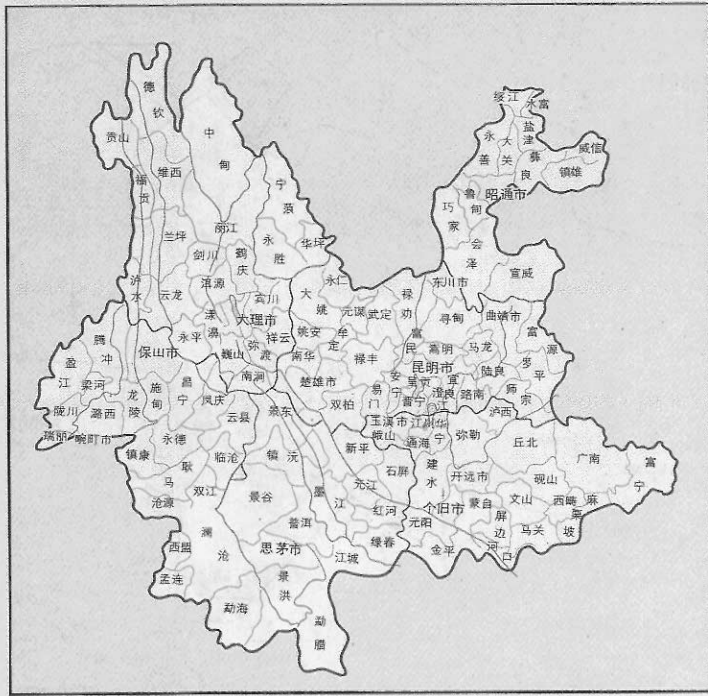 德钦
贡山
中甸
福贡
维西
宁蒗
兰坪
丽江
永胜
华坪
剑川
鹤庆
泸水
云龙
洱源
宾川
漾濞
大理市
永平
巍山
弥渡
祥云
南涧
绥江
水富
盐津
永善
大关
彝良
威信
镇雄
鲁甸
昭通市
巧家
会泽
宣威
大姚
永仁
元谋
武定
禄劝
东川市
寻甸
曲靖市
富源
姚安
牟定
南华
禄丰
富民
嵩明
马龙
罗平
昆明市
陆良
楚雄市
双柏
易门
安宁
呈贡
晋宁
澄江
宜良
路南
师宗
泸西
腾冲
保山市
盈江
梁河
龙陵
施甸
昌宁
凤庆
陇川
潞西
瑞丽
畹町市
云县
景东
玉溪市
江川
华宁
峨山
通海
弥勒
丘北
广南
富宁
镇康
永德
耿马
临沧
双江
沧源
镇沅
新平
石屏
建水
开远市
砚山
西畴
麻栗坡
景谷
墨江
元江
红河
个旧市
蒙自
文山
屏边
马关
元阳
金平
河口
绿春
普洱
思茅市
江城
澜沧
西盟
孟连
景洪
勐海
勐腊